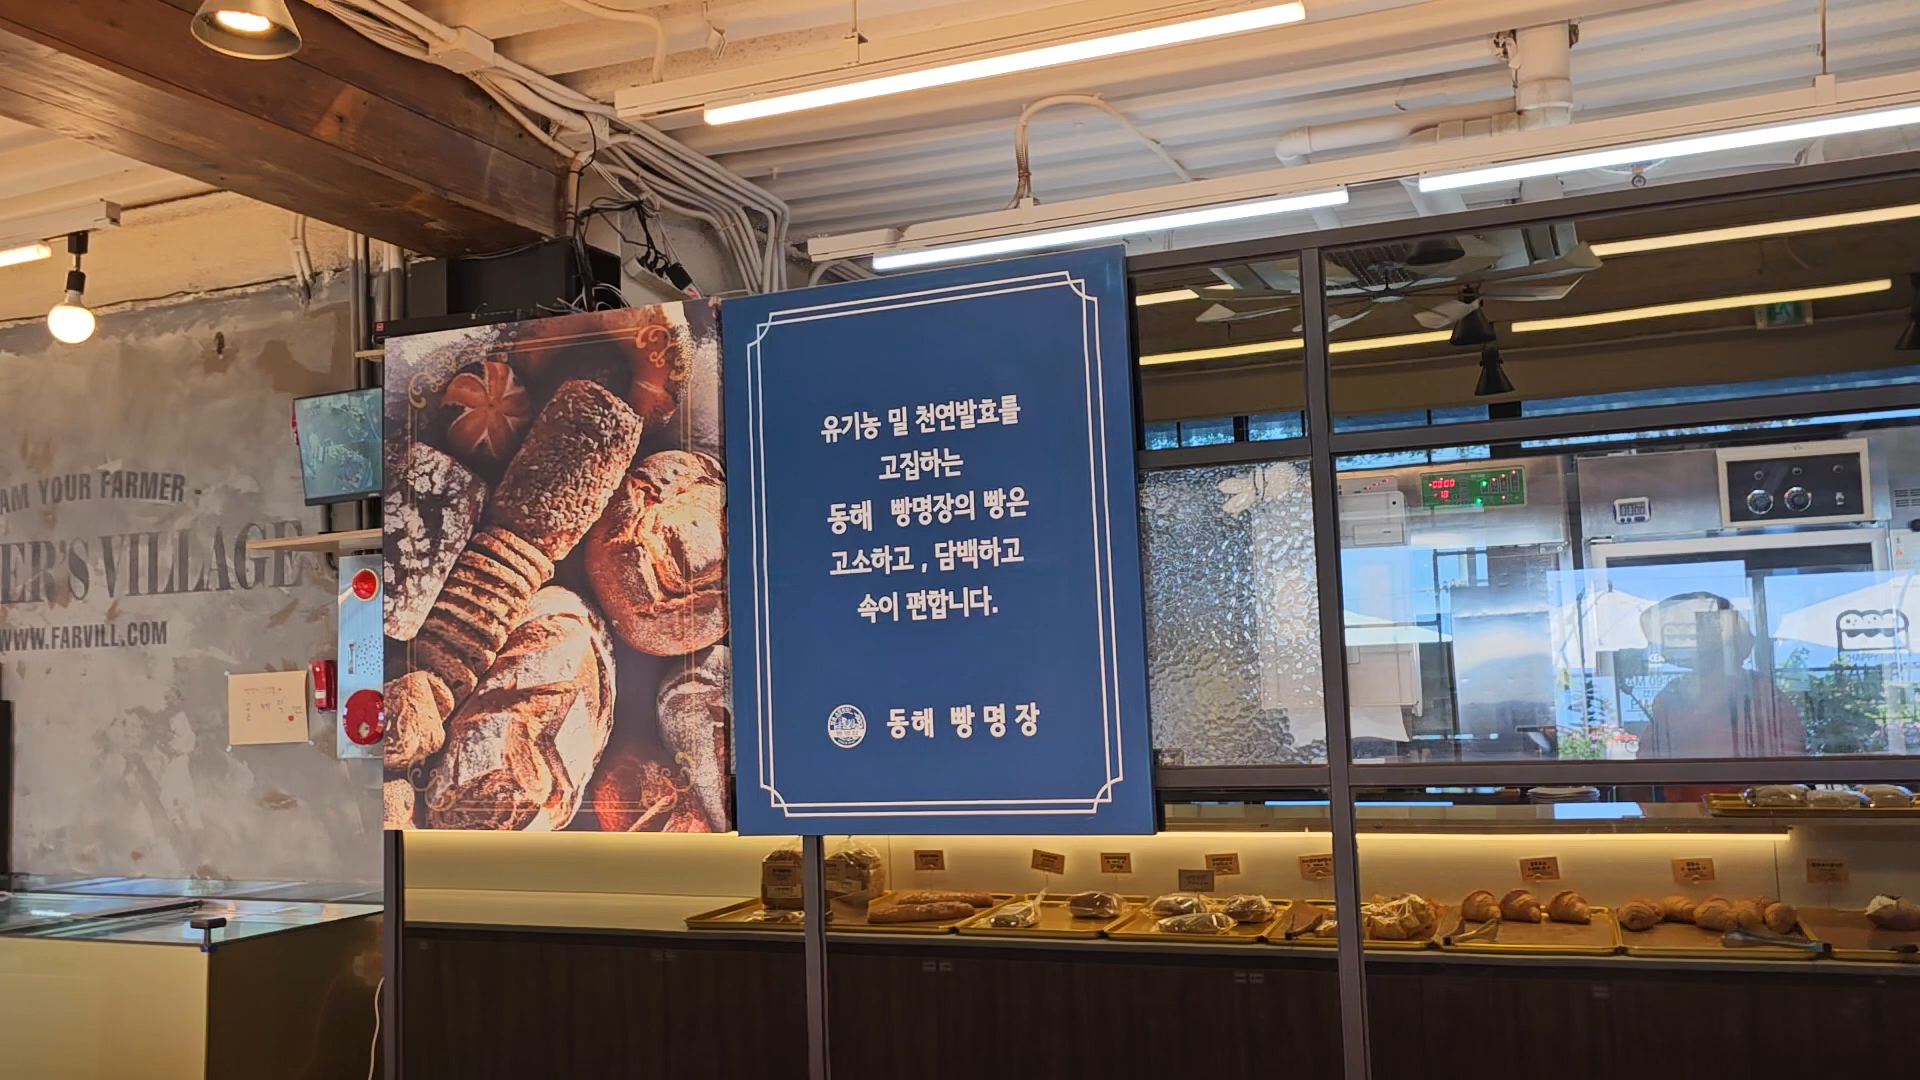 AM YOUR FARMER
ER'S VILLAGE
WWW.FARVILL.COM
유기농 밀 천연발효를
고집하는
동해 빵명장의 빵은
고소하고, 담백하고
속이 편합니다.
동해 빵명장